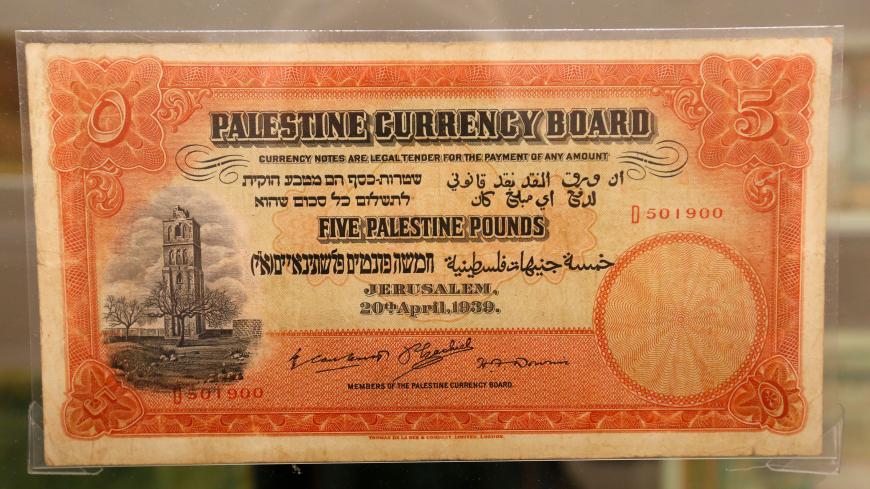 ٥ 5
PALESTINE CURRENCY BOARD
CURRENCY NOTES ARE LEGAL TENDER FOR THE PAYMENT OF ANY AMOUNT
שטרות-כסף הם מטבע חוקית
לתשלום כל סכום שהוא
ان ورق النقد نقد قانوني
لدفع اي مبلغ كان
D 501900
FIVE PALESTINE POUNDS
חמשה פונטים פלשתינאיים (א"י)
خمسة جنيهات فلسطينية
JERUSALEM,
20th April, 1939.
MEMBERS OF THE PALESTINE CURRENCY BOARD.
D 501900
5 ٥
THOMAS DE LA RUE & COMPANY, LIMITED, LONDON.